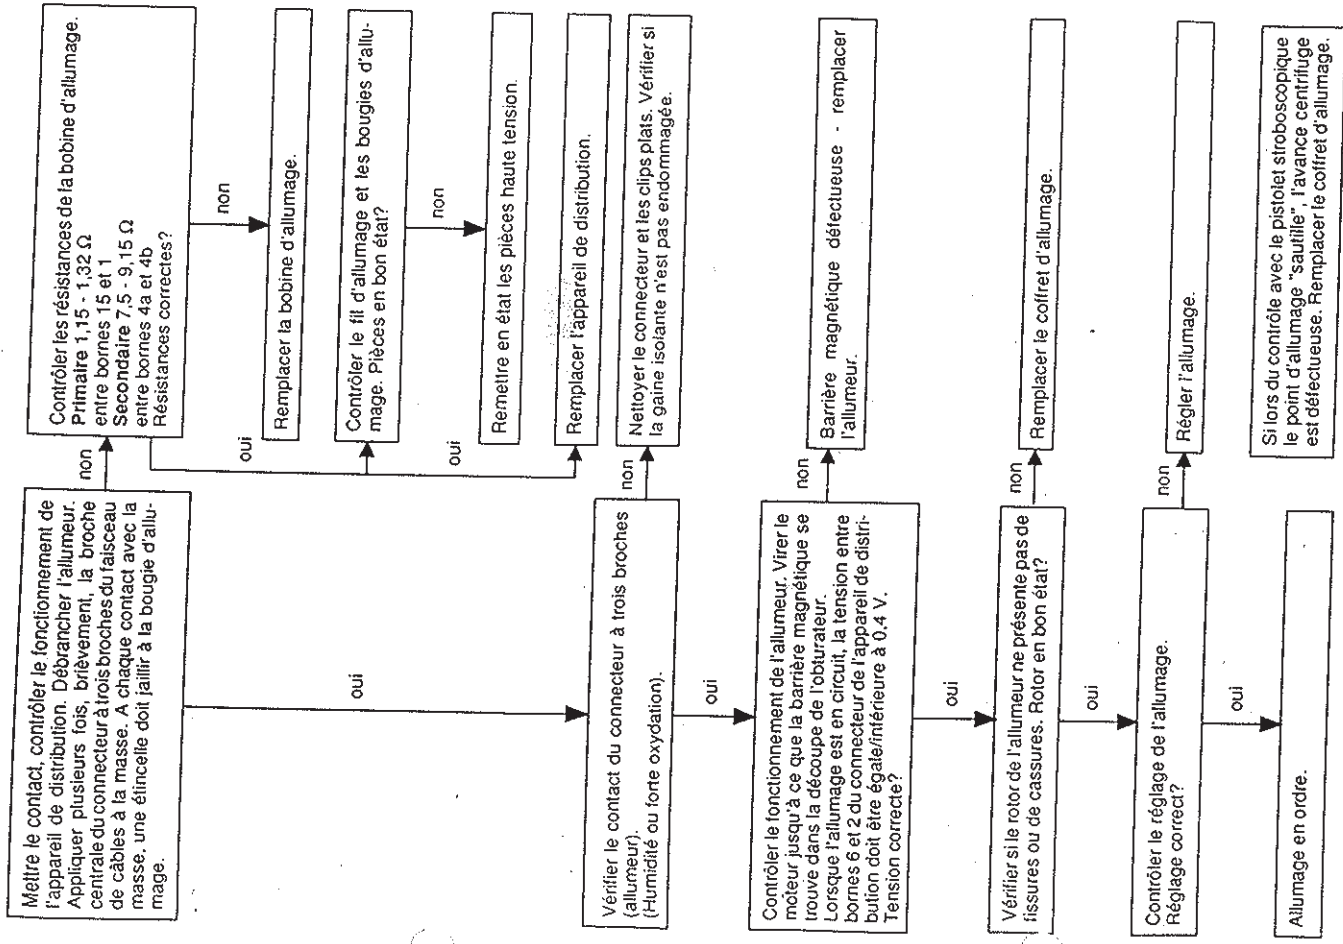 Mettre le contact, contrôler le fonctionnement de
l'appareil de distribution. Débrancher l'allumeur.
Appliquer plusieurs fois, brièvement, la broche
centrale du connecteur à trois broches du faisceau
de câbles à la masse. A chaque contact avec la
masse, une étincelle doit jaillir à la bougie d'allu-
mage.
non
Contrôler les résistances de la bobine d'allumage.
Primaire 1,15 - 1,32 Ω
entre bornes 15 et 1
Secondaire 7,5 - 9,15 Ω
entre bornes 4a et 4b
Résistances correctes?
non
Remplacer la bobine d'allumage.
oui
Contrôler le fil d'allumage et les bougies d'allu-
mage. Pièces en bon état?
non
Remettre en état les pièces haute tension.
oui
Remplacer l'appareil de distribution.
oui
Vérifier le contact du connecteur à trois broches
(allumeur).
(Humidité ou forte oxydation).
non
Nettoyer le connecteur et les clips plats. Vérifier si
la gaine isolante n'est pas endommagée.
oui
Contrôler le fonctionnement de l'allumeur. Virer le
moteur jusqu'à ce que la barrière magnétique se
trouve dans la découpe de l'obturateur.
Lorsque l'allumage est en circuit, la tension entre
bornes 6 et 2 du connecteur de l'appareil de distri-
bution doit être égale/inférieure à 0.4 V.
Tension correcte?
non
Barrière magnétique défectueuse - remplacer
l'allumeur.
oui
Vérifier si le rotor de l'allumeur ne présente pas de
fissures ou de cassures. Rotor en bon état?
non
Remplacer le coffret d'allumage.
oui
Contrôler le réglage de l'allumage.
Réglage correct?
non
Régler l'allumage.
oui
Allumage en ordre.
Si lors du contrôle avec le pistolet stroboscopique
le point d'allumage "sautille", l'avance centrifuge
est défectueuse. Remplacer le coffret d'allumage.